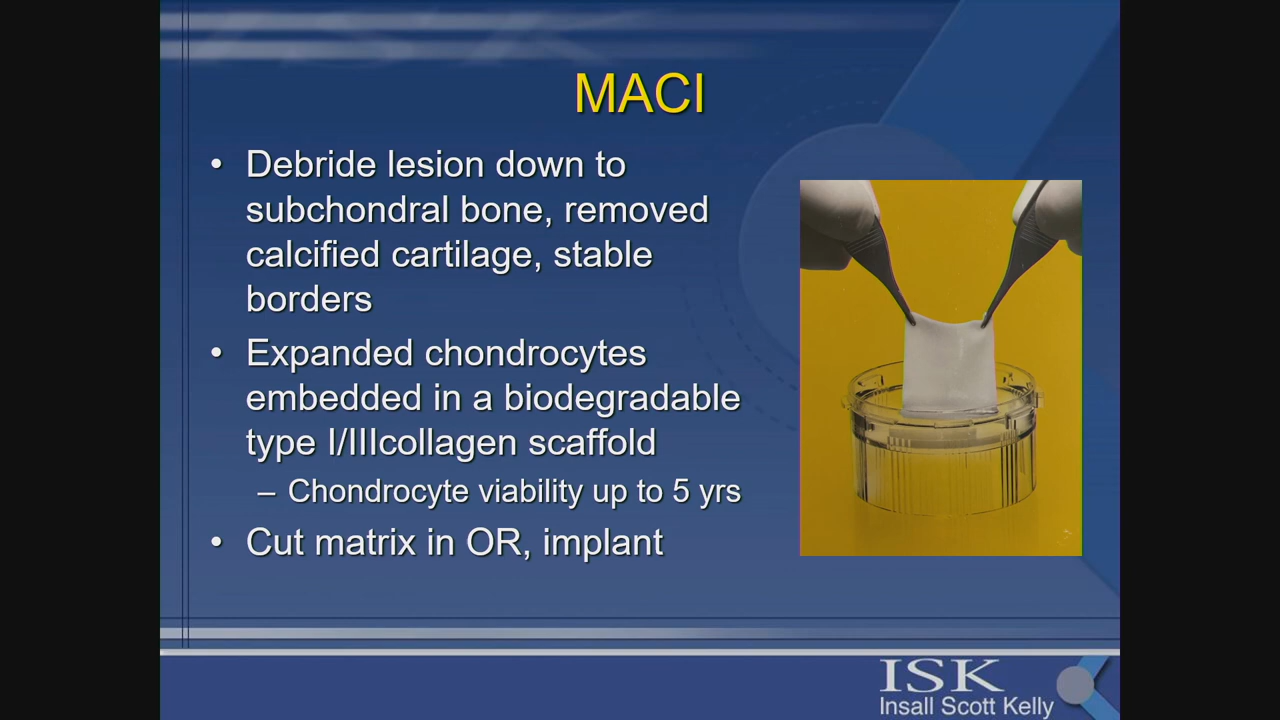 MACI
• Debride lesion down to
subchondral bone, removed
calcified cartilage, stable
borders
• Expanded chondrocytes
embedded in a biodegradable
type I/IIIcollagen scaffold
– Chondrocyte viability up to 5 yrs
• Cut matrix in OR, implant
ISK
Insall Scott Kelly